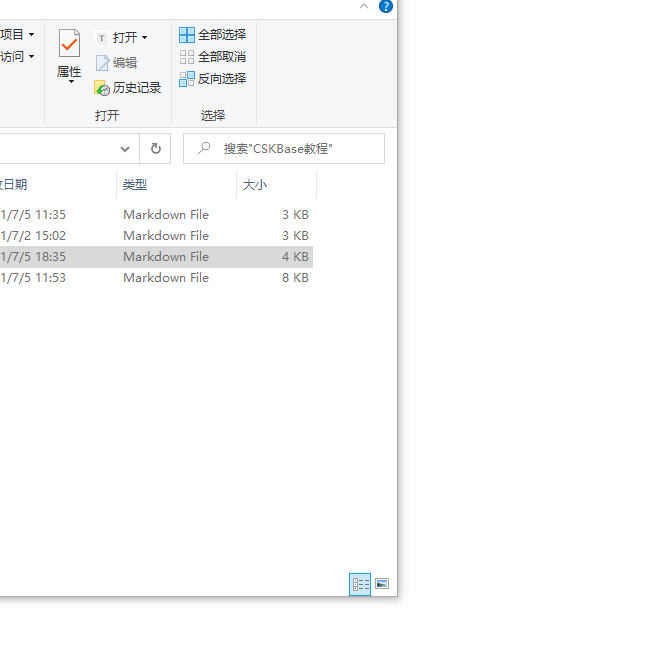 ?
项目
打开
全部选择
访问
编辑
全部取消
属性
历史记录
反向选择
打开
选择
搜索"CSKBase教程"
日期
类型
大小
1/7/5 11:35
Markdown File
3 KB
1/7/2 15:02
Markdown File
3 KB
1/7/5 18:35
Markdown File
4 KB
1/7/5 11:53
Markdown File
8 KB